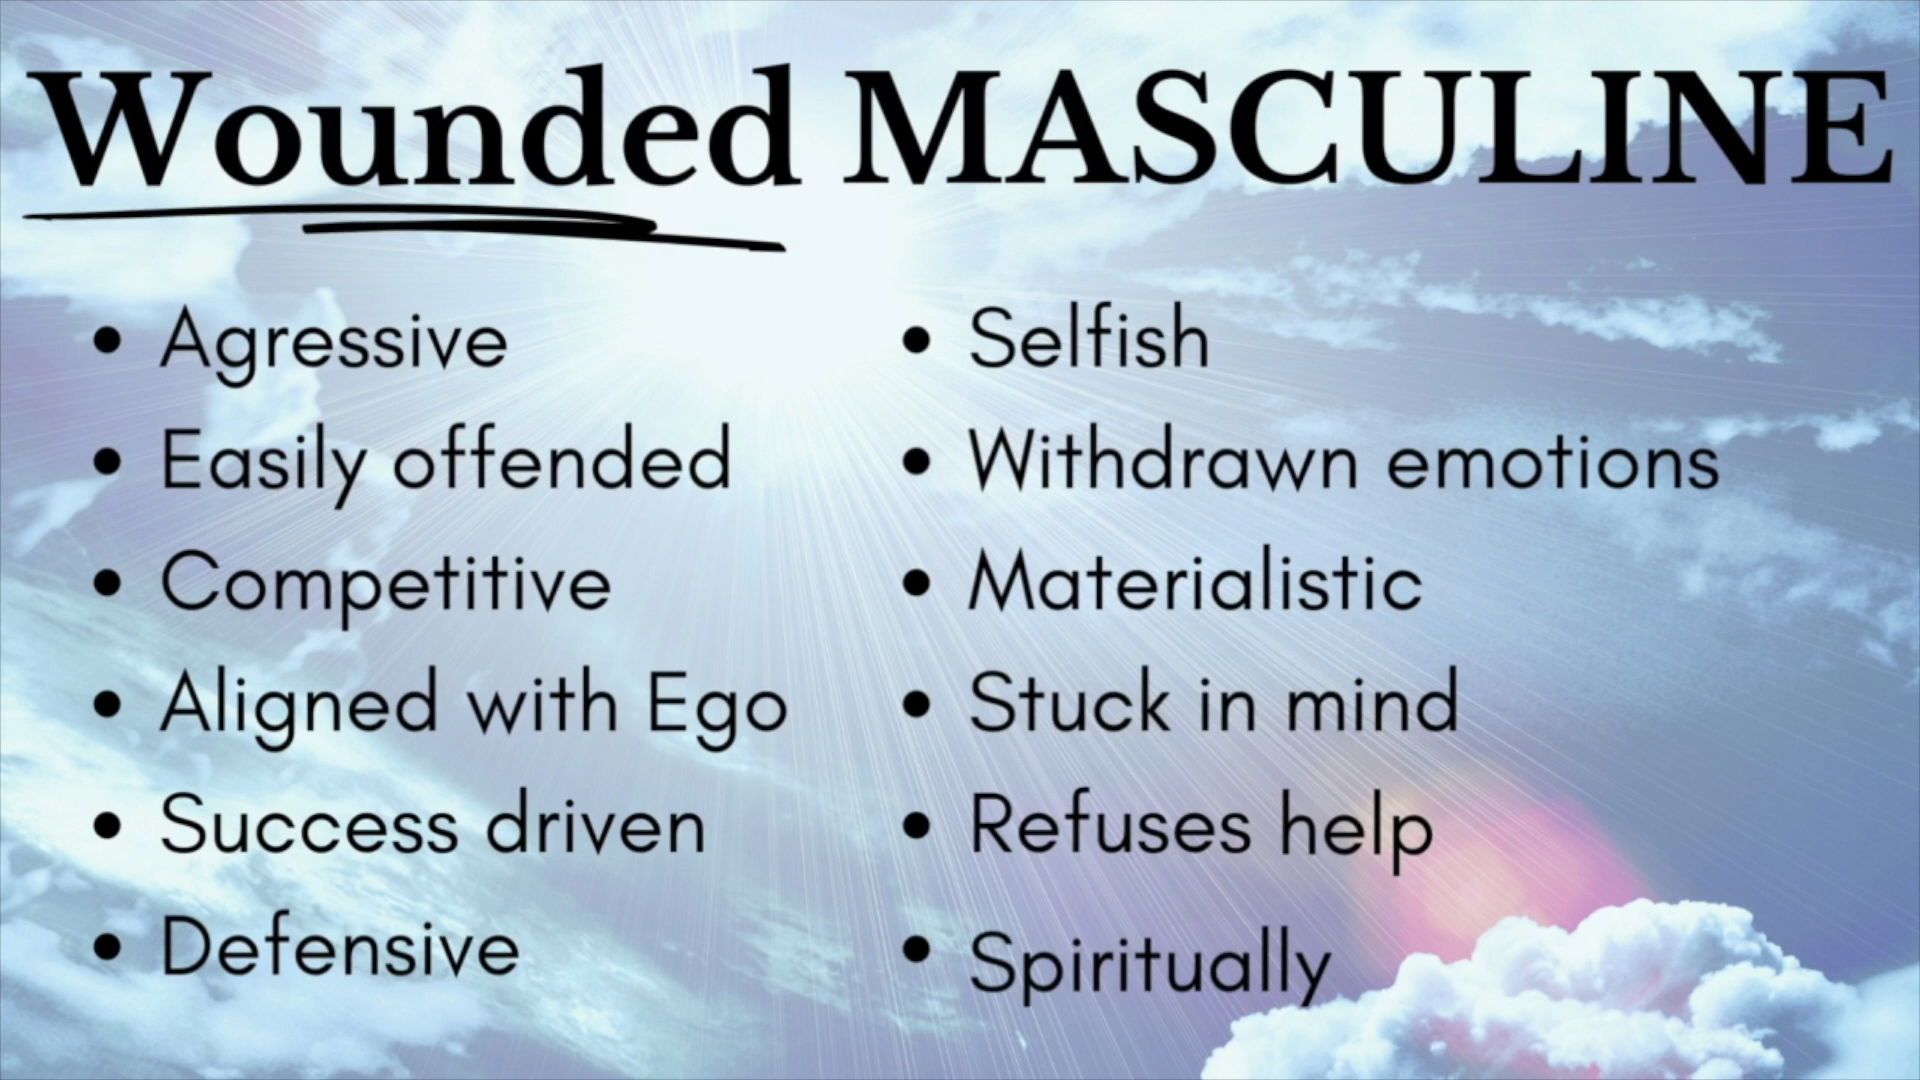 Wounded MASCULINE
• Agressive
• Easily offended
• Competitive
• Aligned with Ego
• Success driven
• Defensive
• Selfish
• Withdrawn emotions
• Materialistic
• Stuck in mind
• Refuses help
• Spiritually